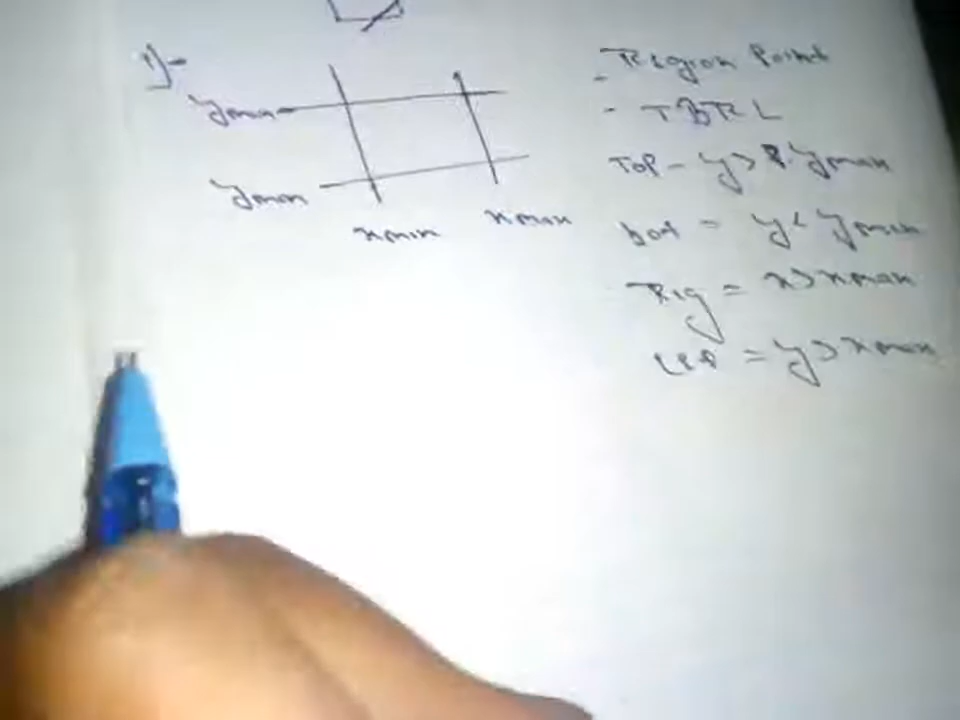 1)-
ymax
ymin
xmin xmax
- Region Point
- TBRL
Top - y> ymax
bot = y< ymin
Rig = x>xmax
Lef = y>xmin